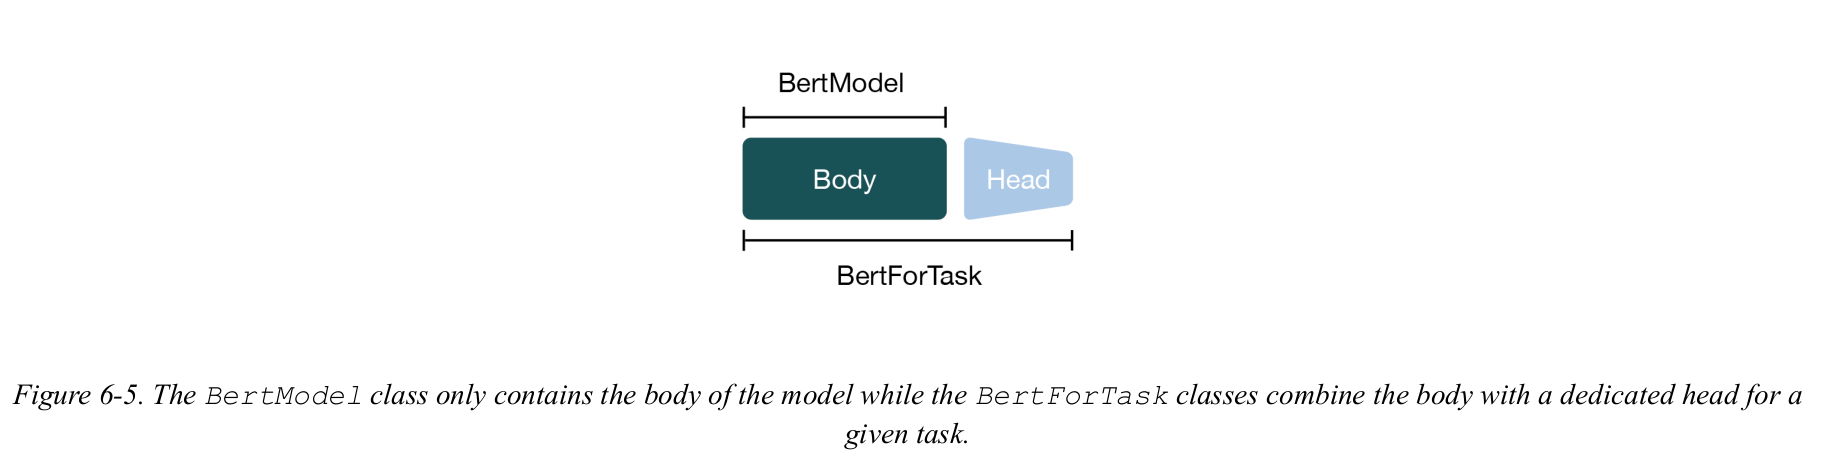 BertModel
Body
Head
BertForTask
Figure 6-5. The BertModel class only contains the body of the model while the BertForTask classes combine the body with a dedicated head for a
given task.